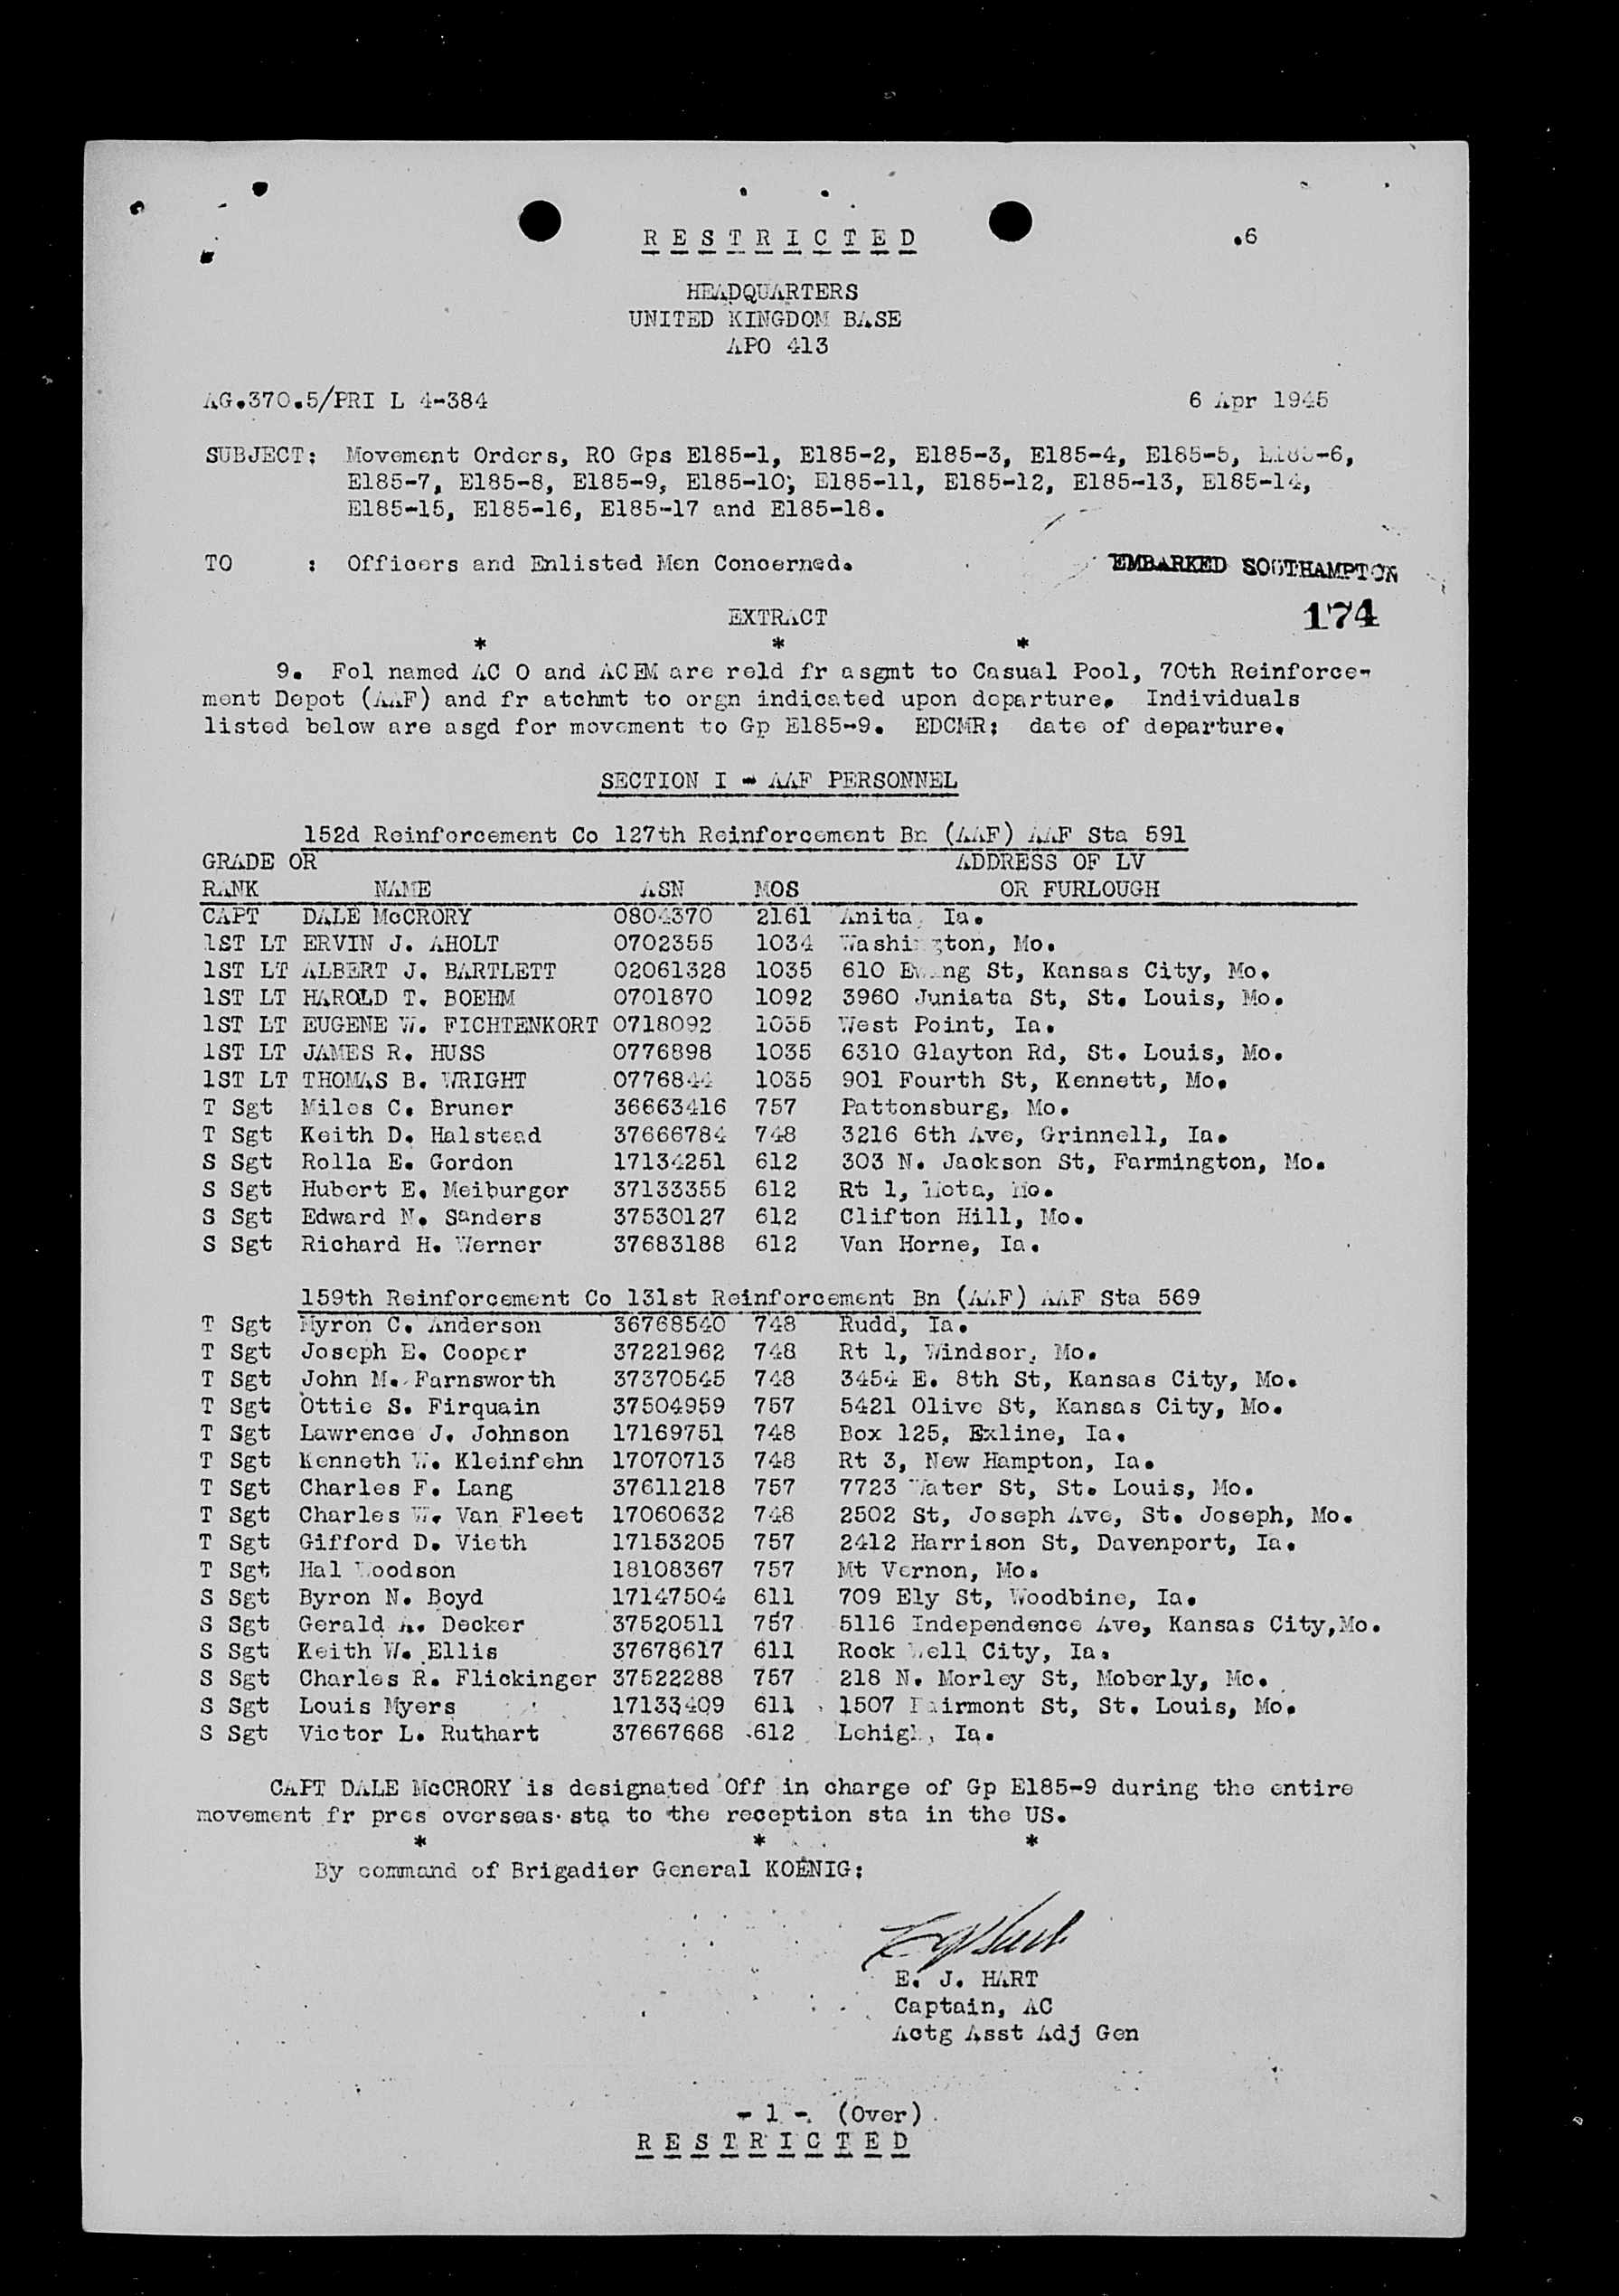 RESTRICTED
.6
HEADQUARTERS
UNITED KINGDOM BASE
APO 413
AG.370.5/PRI L 4-384 6 Apr 1945
SUBJECT: Movement Orders, RO Gps E185-1, E185-2, E185-3, E185-4, E185-5, E185-6,
E185-7, E185-8, E185-9, E185-10, E185-11, E185-12, E185-13, E185-14,
E185-15, E185-16, E185-17 and E185-18.
TO : Officers and Enlisted Men Concerned.
EMBARKED SOUTHAMPTON
EXTRACT
174
* * *
9. Fol named AC O and ACEM are reld fr asgmt to Casual Pool, 70th Reinforce-
ment Depot (AAF) and fr atchmt to orgn indicated upon departure. Individuals
listed below are asgd for movement to Gp E185-9. EDCMR: date of departure.
SECTION I - AAF PERSONNEL
152d Reinforcement Co 127th Reinforcement Bn (AAF) AAF Sta 591
GRADE OR ADDRESS OF LV
RANK NAME ASN MOS OR FURLOUGH
CAPT DALE McCRORY 0804370 2161 Anita, Ia.
1ST LT ERVIN J. AHOLT 0702355 1034 Washington, Mo.
1ST LT ALBERT J. BARTLETT 02061328 1035 610 Ewing St, Kansas City, Mo.
1ST LT HAROLD T. BOEHM 0701870 1092 3960 Juniata St, St. Louis, Mo.
1ST LT EUGENE W. FICHTENKORT 0718092 1035 West Point, Ia.
1ST LT JAMES R. HUSS 0776898 1035 6310 Glayton Rd, St. Louis, Mo.
1ST LT THOMAS B. WRIGHT 0776844 1035 901 Fourth St, Kennett, Mo.
T Sgt Miles C. Bruner 36663416 757 Pattonsburg, Mo.
T Sgt Keith D. Halstead 37666784 748 3216 6th Ave, Grinnell, Ia.
S Sgt Rolla E. Gordon 17134251 612 303 N. Jackson St, Farmington, Mo.
S Sgt Hubert E. Meiburger 37133355 612 Rt 1, Mo.
S Sgt Edward N. Sanders 37530127 612 Clifton Hill, Mo.
S Sgt Richard H. Werner 37683188 612 Van Horne, Ia.
159th Reinforcement Co 131st Reinforcement Bn (AAF) AAF Sta 569
T Sgt Myron C. Anderson 36768540 748 Rudd, Ia.
T Sgt Joseph E. Cooper 37221962 748 Rt 1, Windsor, Mo.
T Sgt John M. Farnsworth 37370545 748 3454 E. 8th St, Kansas City, Mo.
T Sgt Ottie S. Firquain 37504959 757 5421 Olive St, Kansas City, Mo.
T Sgt Lawrence J. Johnson 17169751 748 Box 125, Exline, Ia.
T Sgt Kenneth W. Kleinfehn 17070713 748 Rt 3, New Hampton, Ia.
T Sgt Charles F. Lang 37611218 757 7723 Water St, St. Louis, Mo.
T Sgt Charles W. Van Fleet 17060632 748 2502 St, Joseph Ave, St. Joseph, Mo.
T Sgt Gifford D. Vieth 17153205 757 2412 Harrison St, Davenport, Ia.
T Sgt Hal Woodson 18108367 757 Mt Vernon, Mo.
S Sgt Byron N. Boyd 17147504 611 709 Ely St, Woodbine, Ia.
S Sgt Gerald A. Decker 37520511 757 5116 Independence Ave, Kansas City, Mo.
S Sgt Keith W. Ellis 37678617 611 Rock Well City, Ia.
S Sgt Charles R. Flickinger 37522288 757 218 N. Morley St, Moberly, Mo.
S Sgt Louis Myers 17133409 611 1507 Fairmont St, St. Louis, Mo.
S Sgt Victor L. Ruthart 37667668 612 Lehigh, Ia.
CAPT DALE McCRORY is designated Off in charge of Gp E185-9 during the entire
movement fr pres overseas sta to the reception sta in the US.
* * *
By command of Brigadier General KOENIG:
E. J. HART
Captain, AC
Actg Asst Adj Gen
- 1 - (Over)
RESTRICTED